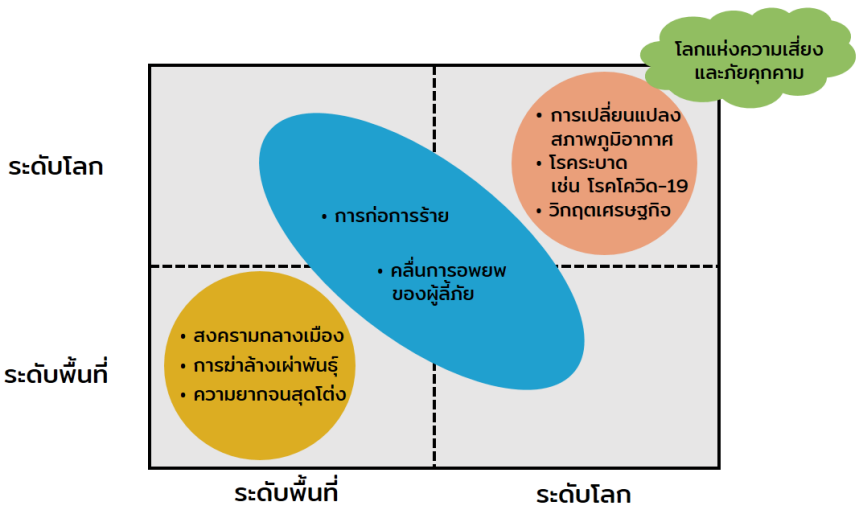 โลกแห่งความเสี่ยง
และภัยคุกคาม
• การเปลี่ยนแปลง
สภาพภูมิอากาศ
• โรคระบาด
เช่น โรคโควิด-19
• วิกฤตเศรษฐกิจ
ระดับโลก
• การก่อการร้าย
• คลื่นการอพยพ
ของผู้ลี้ภัย
• สงครามกลางเมือง
• การฆ่าล้างเผ่าพันธุ์
• ความยากจนสุดโต่ง
ระดับพื้นที่
ระดับพื้นที่
ระดับโลก